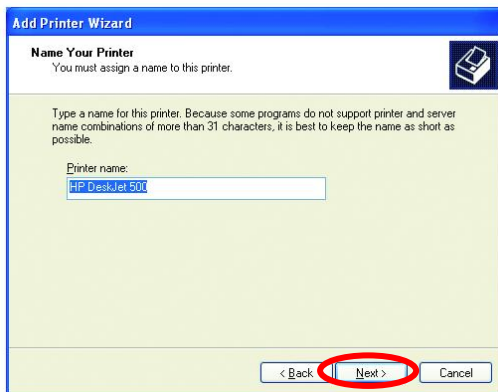 Add Printer Wizard
Name Your Printer
You must assign a name to this printer.
Type a name for this printer. Because some programs do not support printer and server
name combinations of more than 31 characters, it is best to keep the name as short as
possible.
Printer name:
HP DeskJet 500
< Back
Next >
Cancel